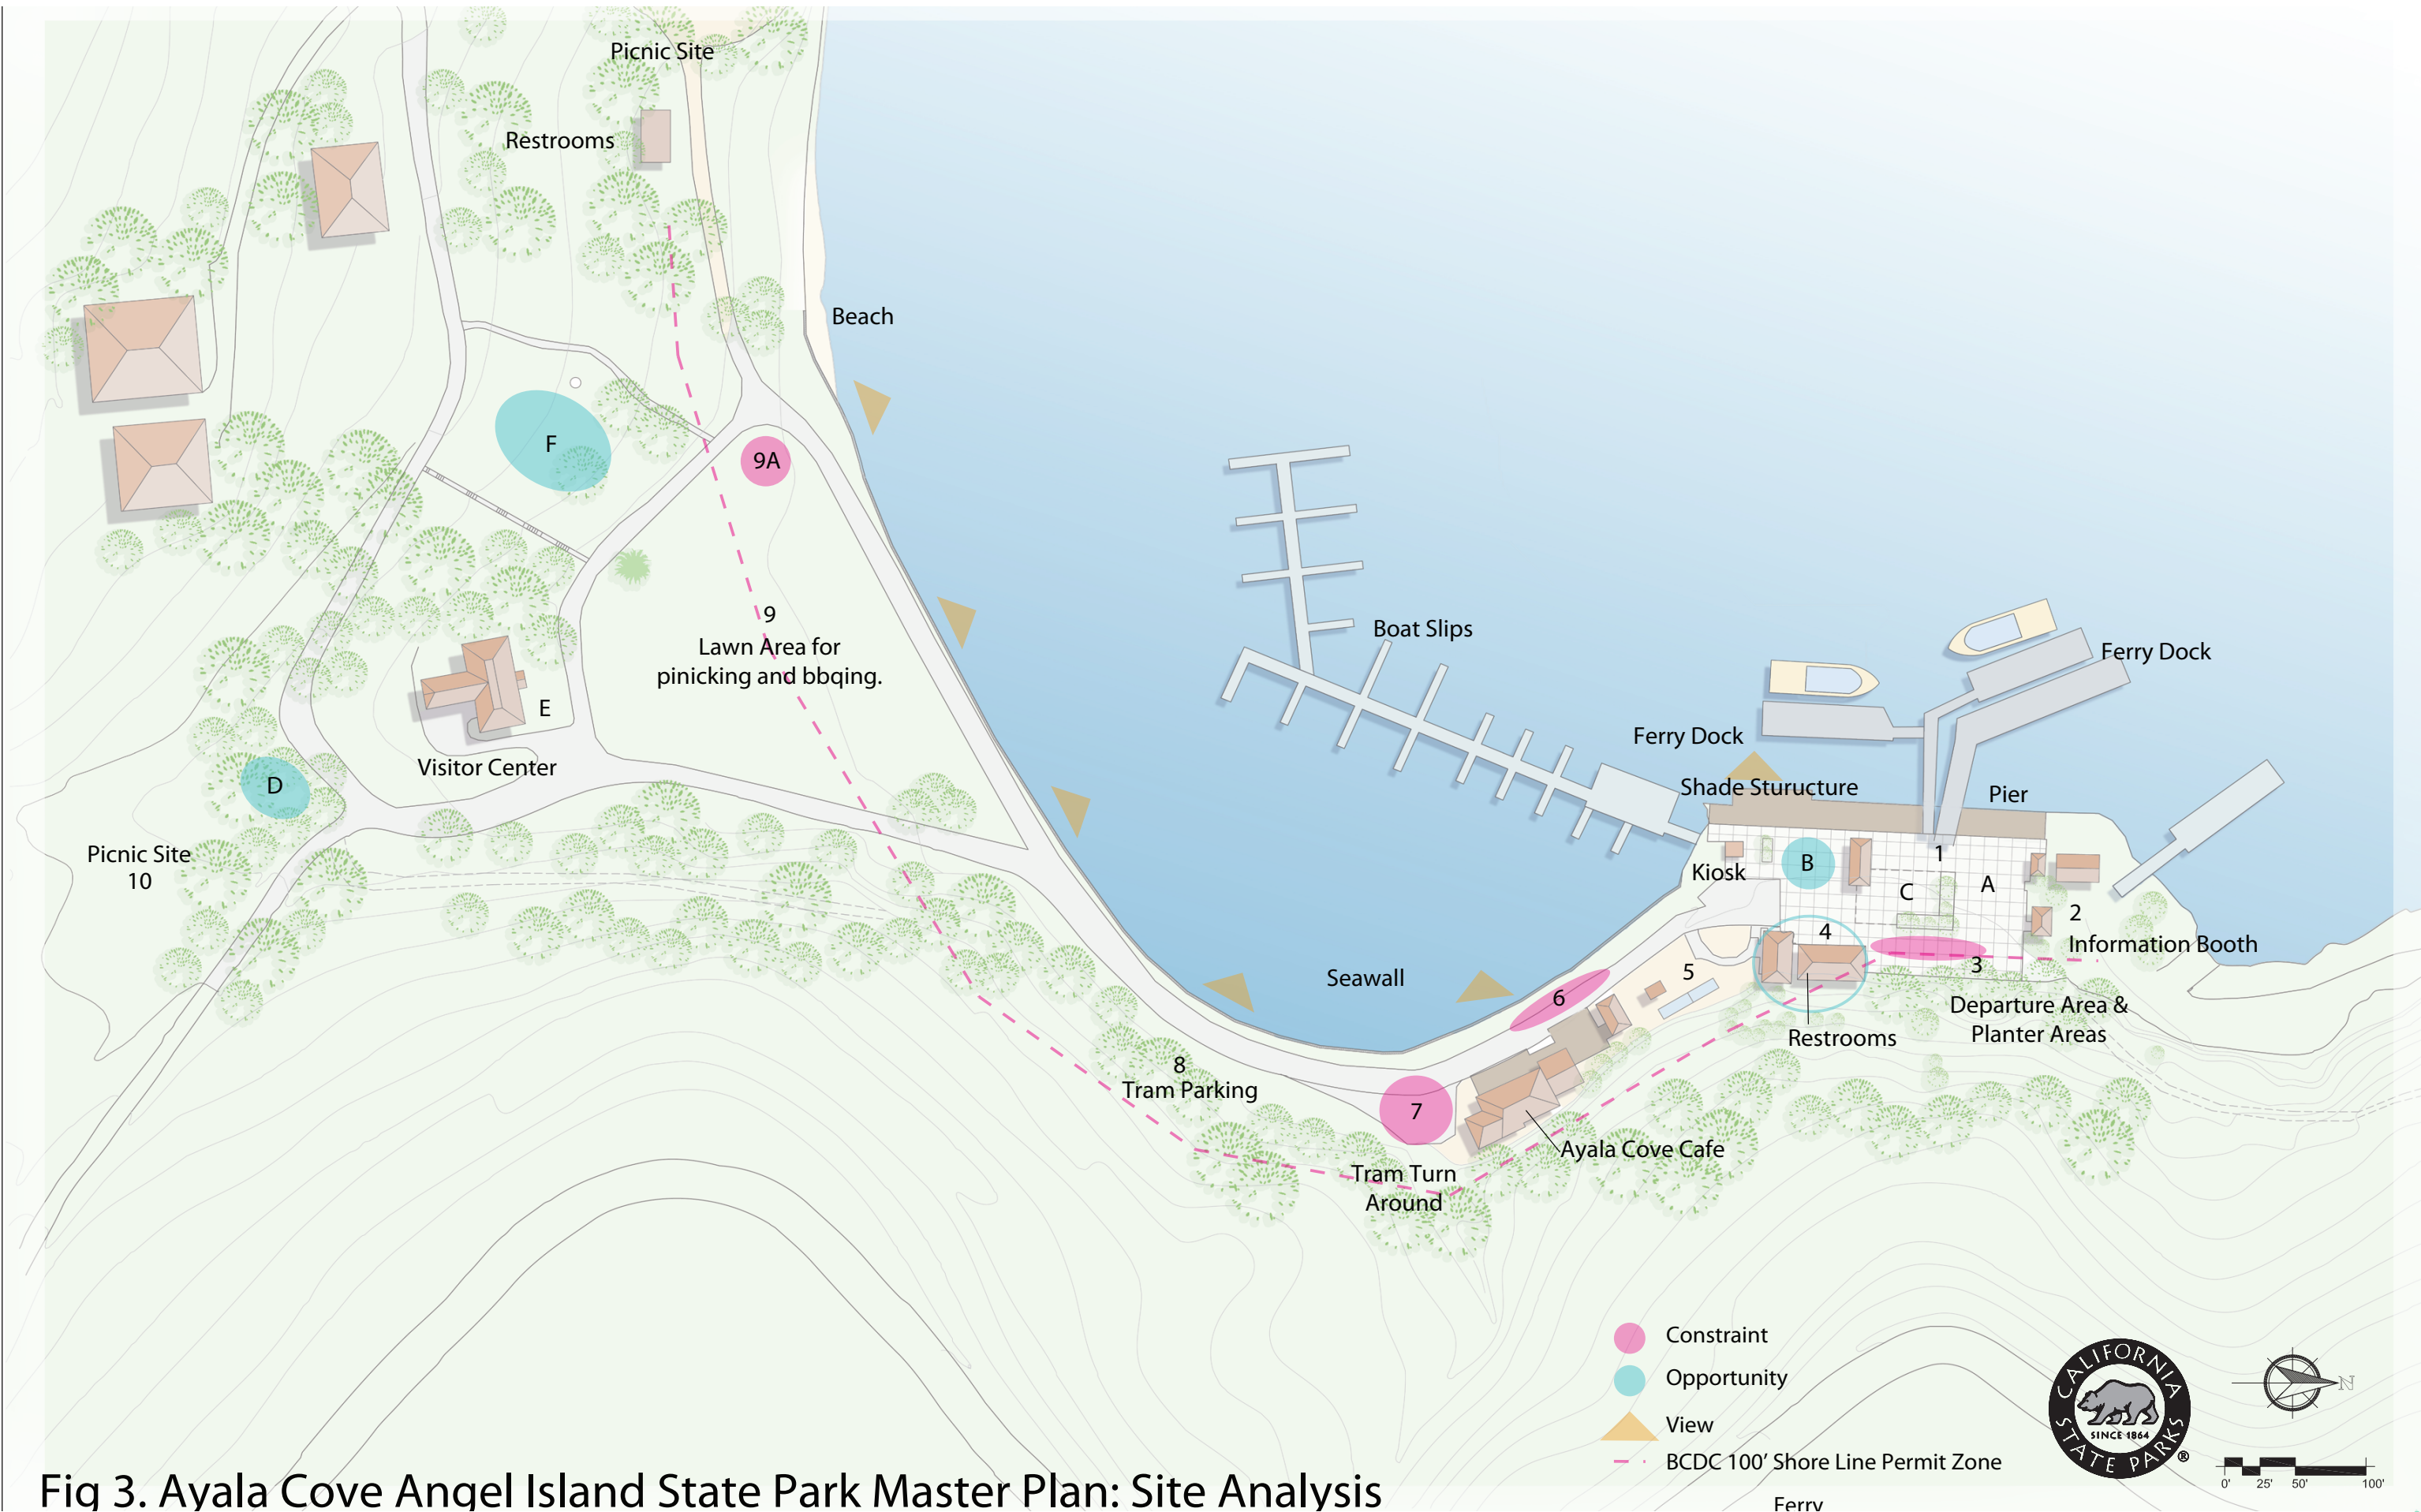 Picnic Site
Restrooms
Beach
F
9A
9
Lawn Area for
pinicking and bbqing.
Boat Slips
Ferry Dock
E
Visitor Center
D
Ferry Dock
Shade Sturucture
Pier
Picnic Site
10
Kiosk
B
1
C
A
2
Information Booth
4
3
5
Departure Area &
Planter Areas
Seawall
6
Restrooms
8
Tram Parking
7
Ayala Cove Cafe
Tram Turn
Around
Constraint
Opportunity
View
BCDC 100’ Shore Line Permit Zone
Ferry
CALIFORNIA
SINCE 1864
STATE PARKS
®
N
0' 25' 50' 100'
Fig 3. Ayala Cove Angel Island State Park Master Plan: Site Analysis